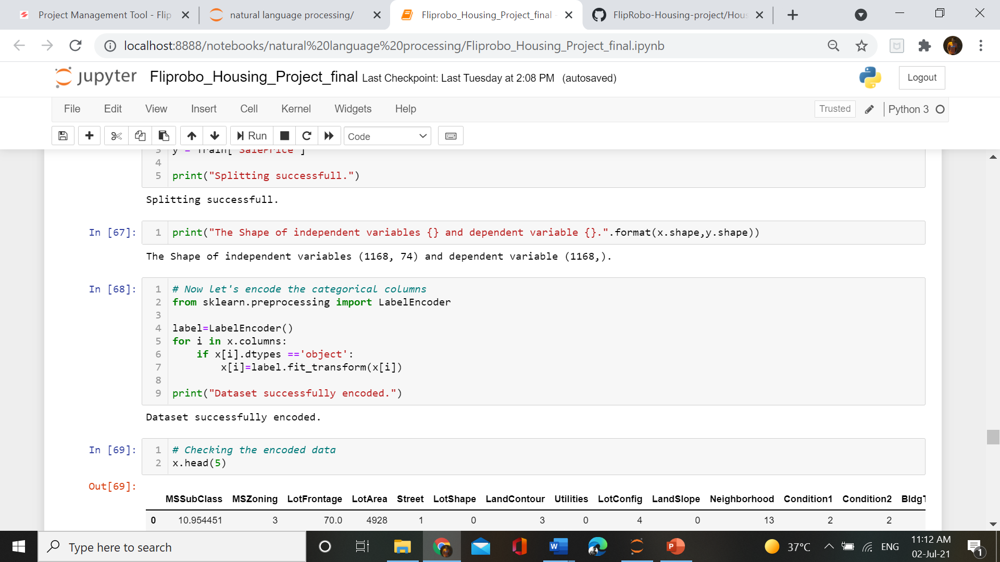 Project Management Tool - Flip
natural language processing/
Fliprobo_Housing_Project_final -
FlipRobo-Housing-project/Hous
localhost:8888/notebooks/natural%20language%20processing/Fliprobo_Housing_Project_final.ipynb
jupyter Fliprobo_Housing_Project_final Last Checkpoint: Last Tuesday at 2:08 PM (autosaved)
Logout
File Edit View Insert Cell Kernel Widgets Help
Trusted Python 3
Run Code
3 y = Train['SalePrice']
4
5 print("Splitting successfull.")
Splitting successfull.
In [67]: 1 print("The Shape of independent variables {} and dependent variable {}.".format(x.shape,y.shape))
The Shape of independent variables (1168, 74) and dependent variable (1168,).
In [68]: 1 # Now let's encode the categorical columns
2 from sklearn.preprocessing import LabelEncoder
3
4 label=LabelEncoder()
5 for i in x.columns:
6 if x[i].dtypes =='object':
7 x[i]=label.fit_transform(x[i])
8
9 print("Dataset successfully encoded.")
Dataset successfully encoded.
In [69]: 1 # Checking the encoded data
2 x.head(5)
Out[69]:
MSSubClass MSZoning LotFrontage LotArea Street LotShape LandContour Utilities LotConfig LandSlope Neighborhood Condition1 Condition2 BldgT
0 10.954451 3 70.0 4928 1 0 3 0 4 0 13 2 2
Type here to search
37°C
ENG
11:12 AM
02-Jul-21
1